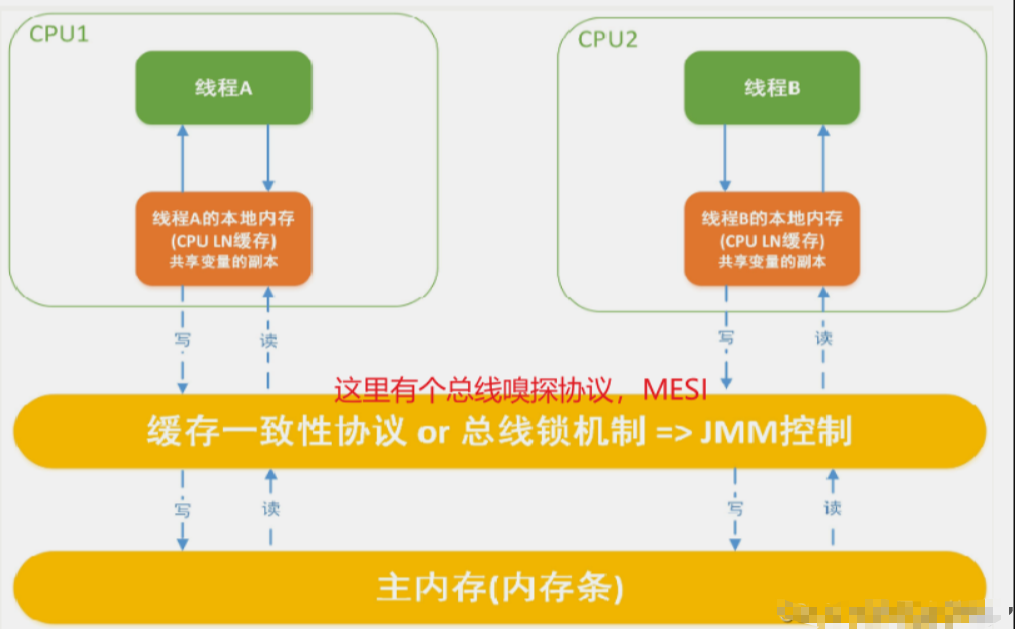 CPU1
CPU2
线程A
线程B
线程A的本地内存
(CPU LN缓存)
共享变量的副本
线程B的本地内存
(CPU LN缓存)
共享变量的副本
写
读
写
读
这里有个总线嗅探协议，MESI
缓存一致性协议 or 总线锁机制 => JMM控制
写
读
写
读
主内存(内存条)